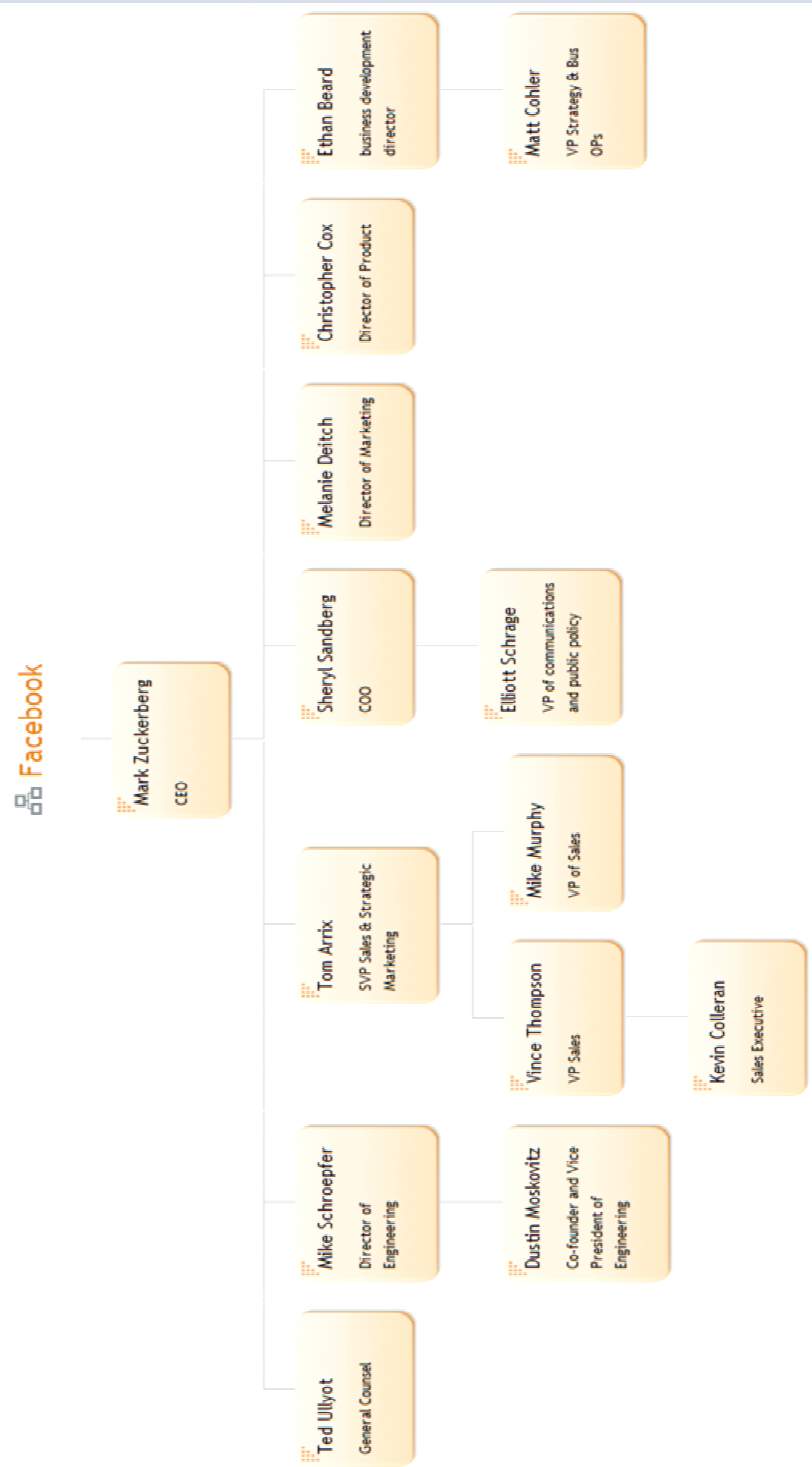 Facebook
Mark Zuckerberg
CEO
Ted Ullyot
General Counsel
Mike Schroepfer
Director of
Engineering
Tom Arrix
SVP Sales & Strategic
Marketing
Sheryl Sandberg
COO
Melanie Deitch
Director of Marketing
Christopher Cox
Director of Product
Ethan Beard
business development
director
Dustin Moskovitz
Co-founder and Vice
President of
Engineering
Vince Thompson
VP Sales
Mike Murphy
VP of Sales
Elliott Schrage
VP of communications
and public policy
Matt Cohler
VP Strategy & Bus
OPs
Kevin Colleran
Sales Executive